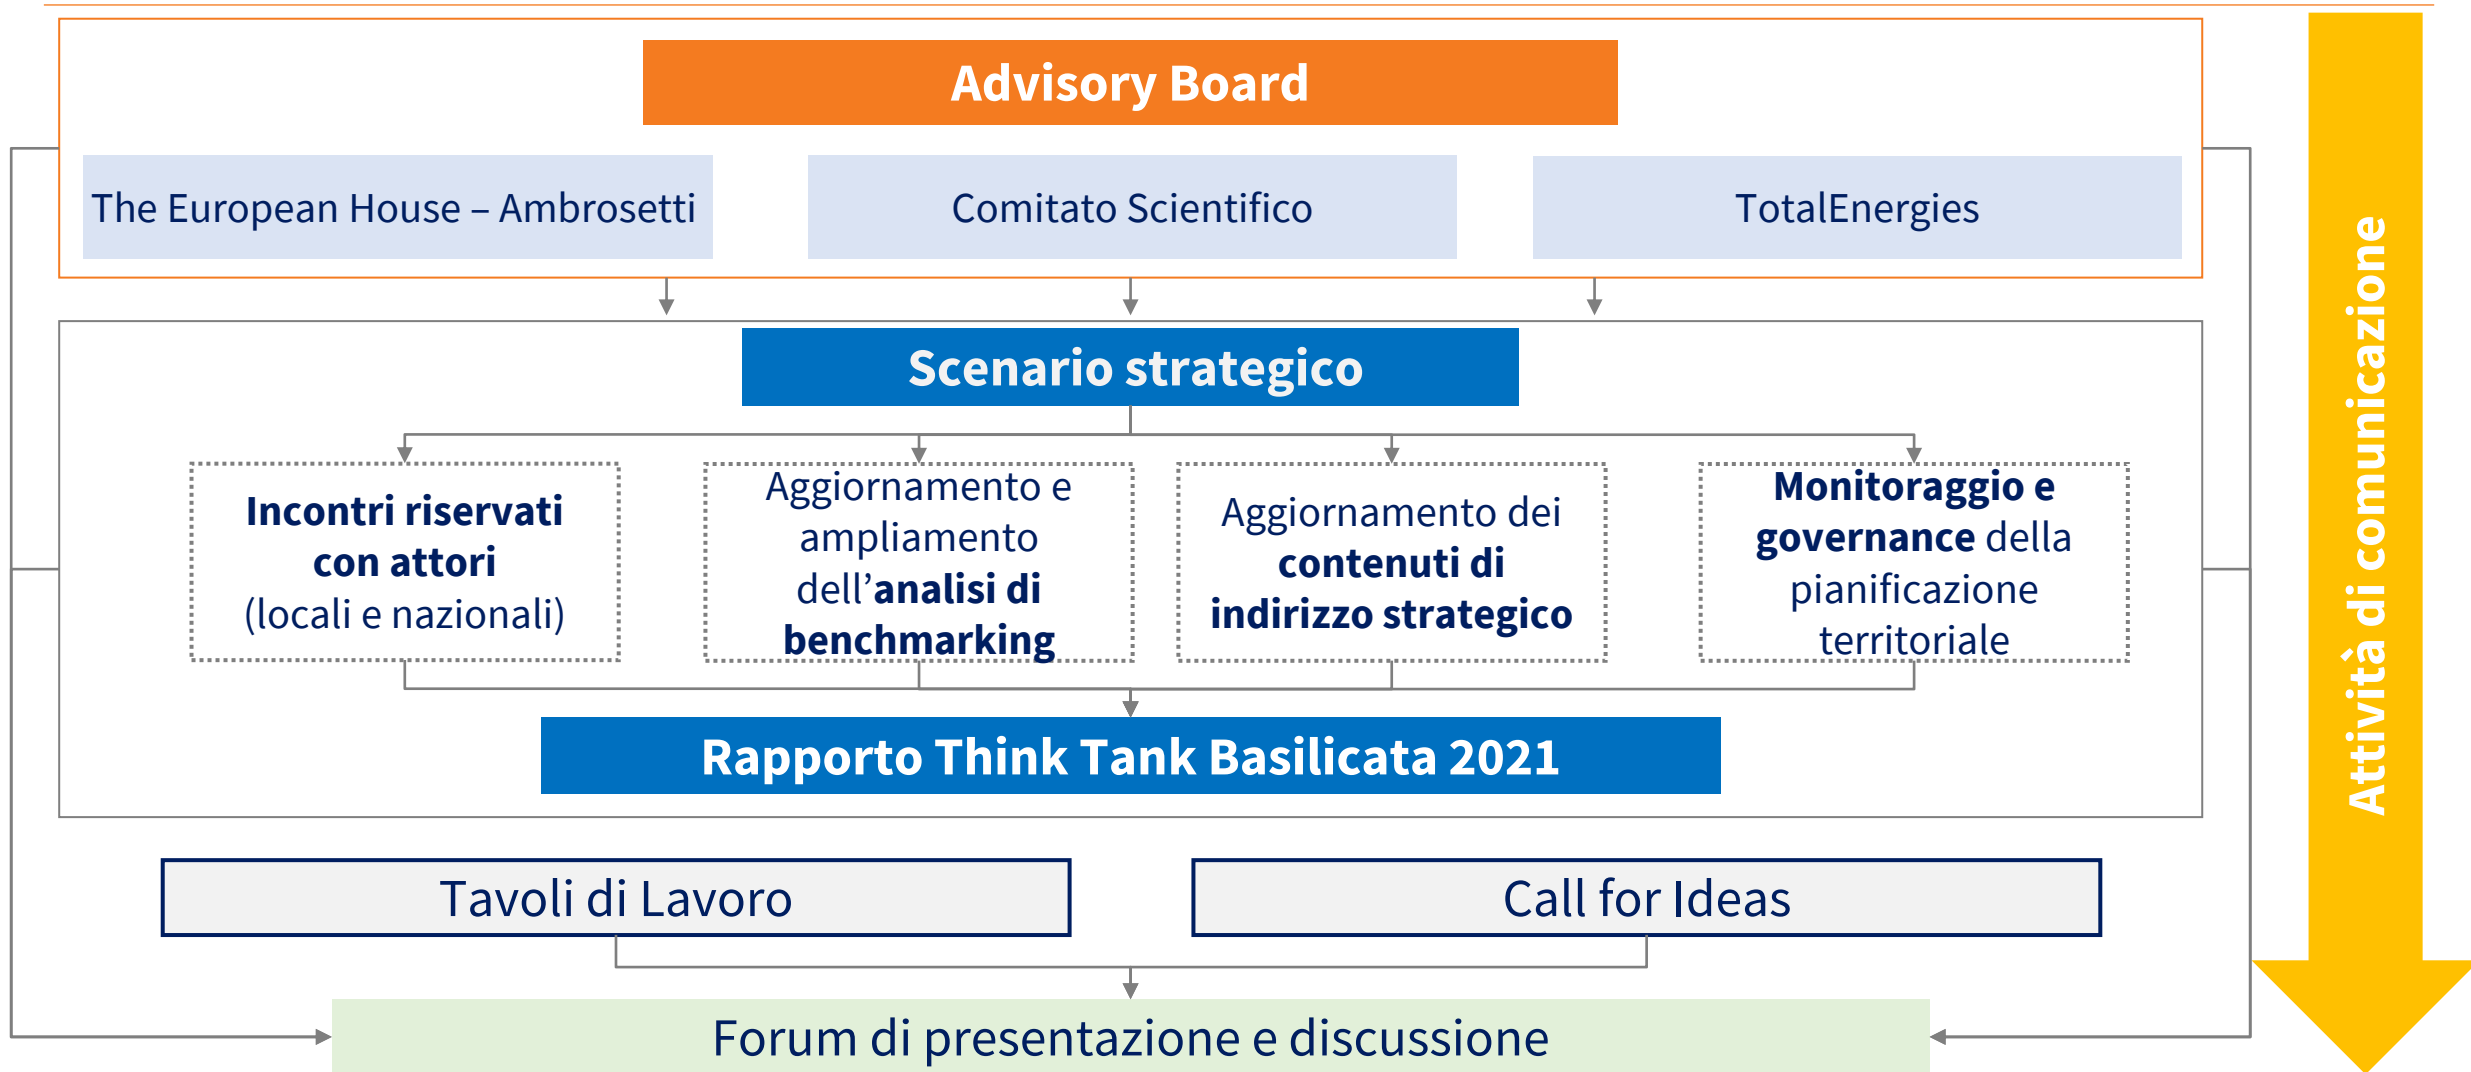 Advisory Board
The European House – Ambrosetti
Comitato Scientifico
TotalEnergies
Scenario strategico
Incontri riservati
con attori
(locali e nazionali)
Aggiornamento e
ampliamento
dell’analisi di
benchmarking
Aggiornamento dei
contenuti di
indirizzo strategico
Monitoraggio e
governance della
pianificazione
territoriale
Rapporto Think Tank Basilicata 2021
Tavoli di Lavoro
Call for Ideas
Forum di presentazione e discussione
Attività di comunicazione